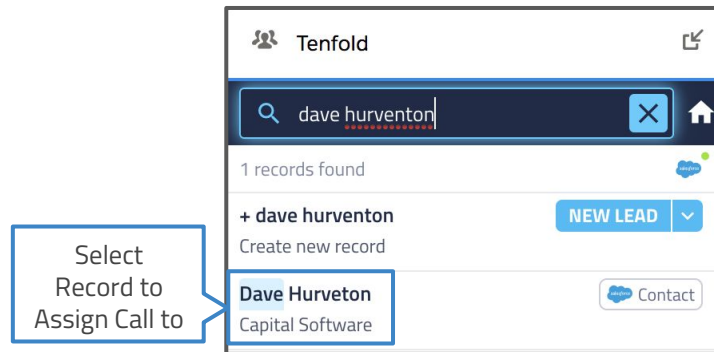 Tenfold
dave hurventon
1 records found
+ dave hurventon
NEW LEAD
Create new record
Select
Record to
Assign Call to
Dave Hurveton
Contact
Capital Software